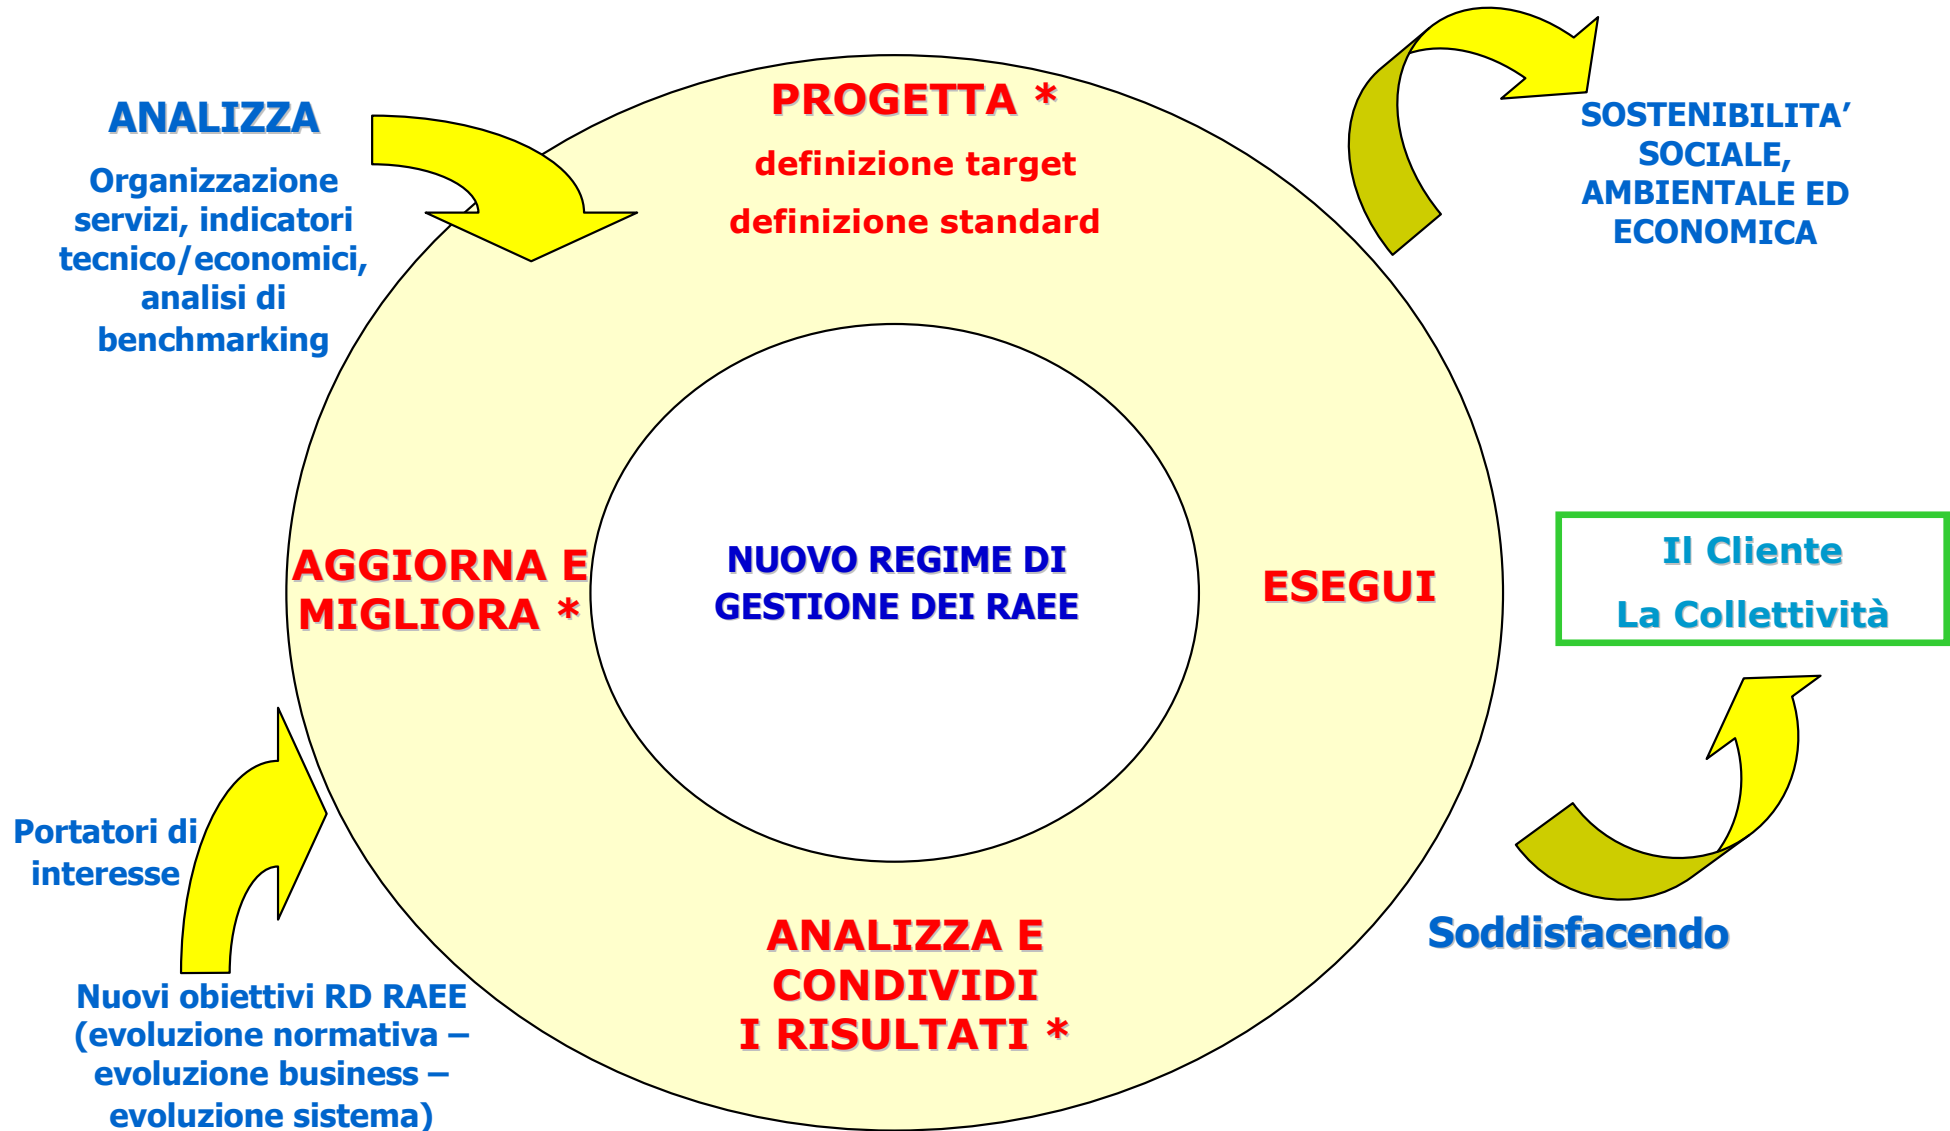 ANALIZZA
Organizzazione
servizi, indicatori
tecnico/economici,
analisi di
benchmarking
PROGETTA *
definizione target
definizione standard
SOSTENIBILITA’
SOCIALE,
AMBIENTALE ED
ECONOMICA
AGGIORNA E
MIGLIORA *
NUOVO REGIME DI
GESTIONE DEI RAEE
ESEGUI
Il Cliente
La Collettività
Portatori di
interesse
Nuovi obiettivi RD RAEE
(evoluzione normativa –
evoluzione business –
evoluzione sistema)
ANALIZZA E
CONDIVIDI
I RISULTATI *
Soddisfacendo